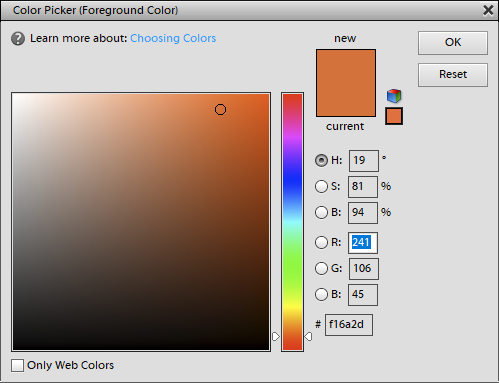 Color Picker (Foreground Color)
? Learn more about: Choosing Colors
new
current
OK
Reset
H: 19 °
S: 81 %
B: 94 %
R: 241
G: 106
B: 45
# f16a2d
Only Web Colors